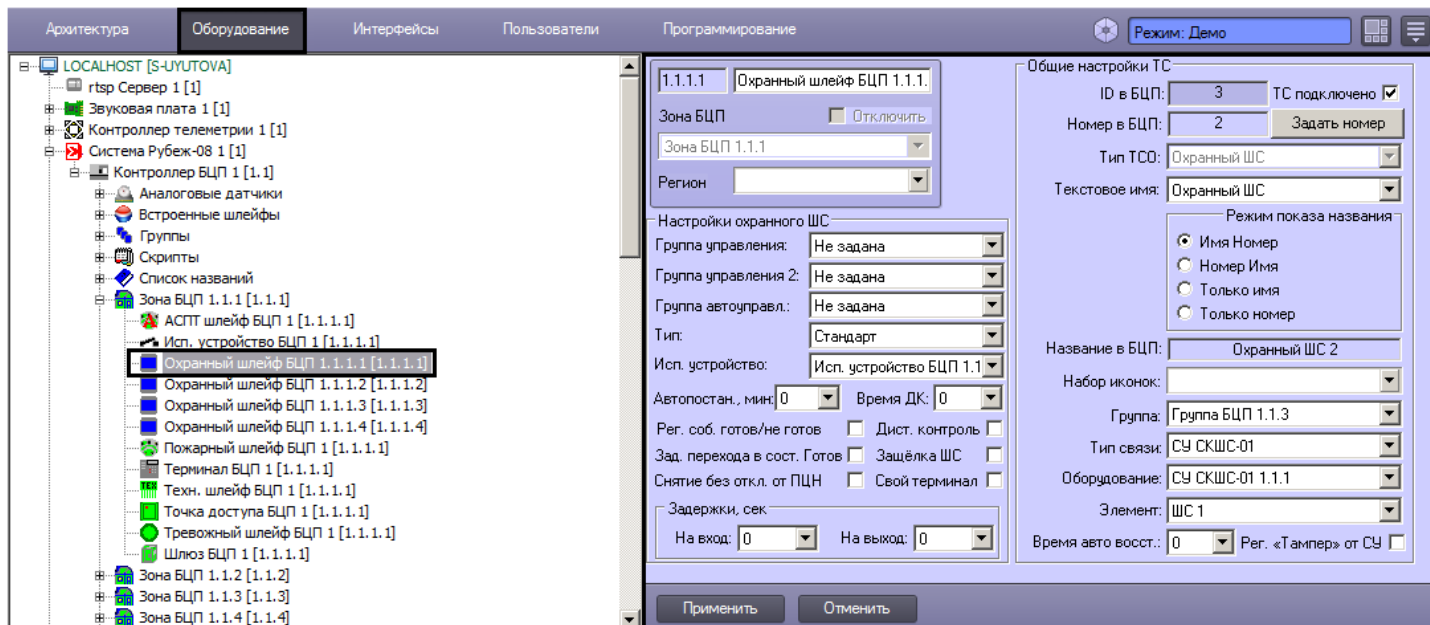 Архитектура Оборудование Интерфейсы Пользователи Программирование Режим: Демо
LOCALHOST [S-UYUTOVA]
rtsp Сервер 1 [1]
Звуковая плата 1 [1]
Контроллер телеметрии 1 [1]
Система Рубеж-08 1 [1]
Контроллер БЦП 1 [1.1]
Аналоговые датчики
Встроенные шлейфы
Группы
Скрипты
Список названий
Зона БЦП 1.1.1 [1.1.1]
АСПТ шлейф БЦП 1 [1.1.1.1]
Исп. устройство БЦП 1 [1.1.1.1]
Охранный шлейф БЦП 1.1.1.1 [1.1.1.1]
Охранный шлейф БЦП 1.1.1.2 [1.1.1.2]
Охранный шлейф БЦП 1.1.1.3 [1.1.1.3]
Охранный шлейф БЦП 1.1.1.4 [1.1.1.4]
Пожарный шлейф БЦП 1 [1.1.1.1]
Терминал БЦП 1 [1.1.1.1]
Техн. шлейф БЦП 1 [1.1.1.1]
Точка доступа БЦП 1 [1.1.1.1]
Тревожный шлейф БЦП 1 [1.1.1.1]
Шлюз БЦП 1 [1.1.1.1]
Зона БЦП 1.1.2 [1.1.2]
Зона БЦП 1.1.3 [1.1.3]
Зона БЦП 1.1.4 [1.1.4]
1.1.1.1 Охранный шлейф БЦП 1.1.1.
Зона БЦП Отключить
Зона БЦП 1.1.1
Регион
Настройки охранного ШС
Группа управления: Не задана
Группа управления 2: Не задана
Группа автоуправл.: Не задана
Тип: Стандарт
Исп. устройство: Исп. устройство БЦП 1.1
Автопостан., мин: 0 Время ДК: 0
Рег. соб. готов/не готов Дист. контроль
Зад. перехода в сост. Готов Защёлка ШС
Снятие без откл. от ПЦН Свой терминал
Задержки, сек
На вход: 0 На выход: 0
Общие настройки ТС
ID в БЦП: 3 ТС подключено
Номер в БЦП: 2 Задать номер
Тип ТСО: Охранный ШС
Текстовое имя: Охранный ШС
Режим показа названия
Имя Номер
Номер Имя
Только имя
Только номер
Название в БЦП: Охранный ШС 2
Набор иконок:
Группа: Группа БЦП 1.1.3
Тип связи: СУ СКШС-01
Оборудование: СУ СКШС-01 1.1.1
Элемент: ШС 1
Время авто восст.: 0 Рег. «Тампер» от СУ
Применить Отменить